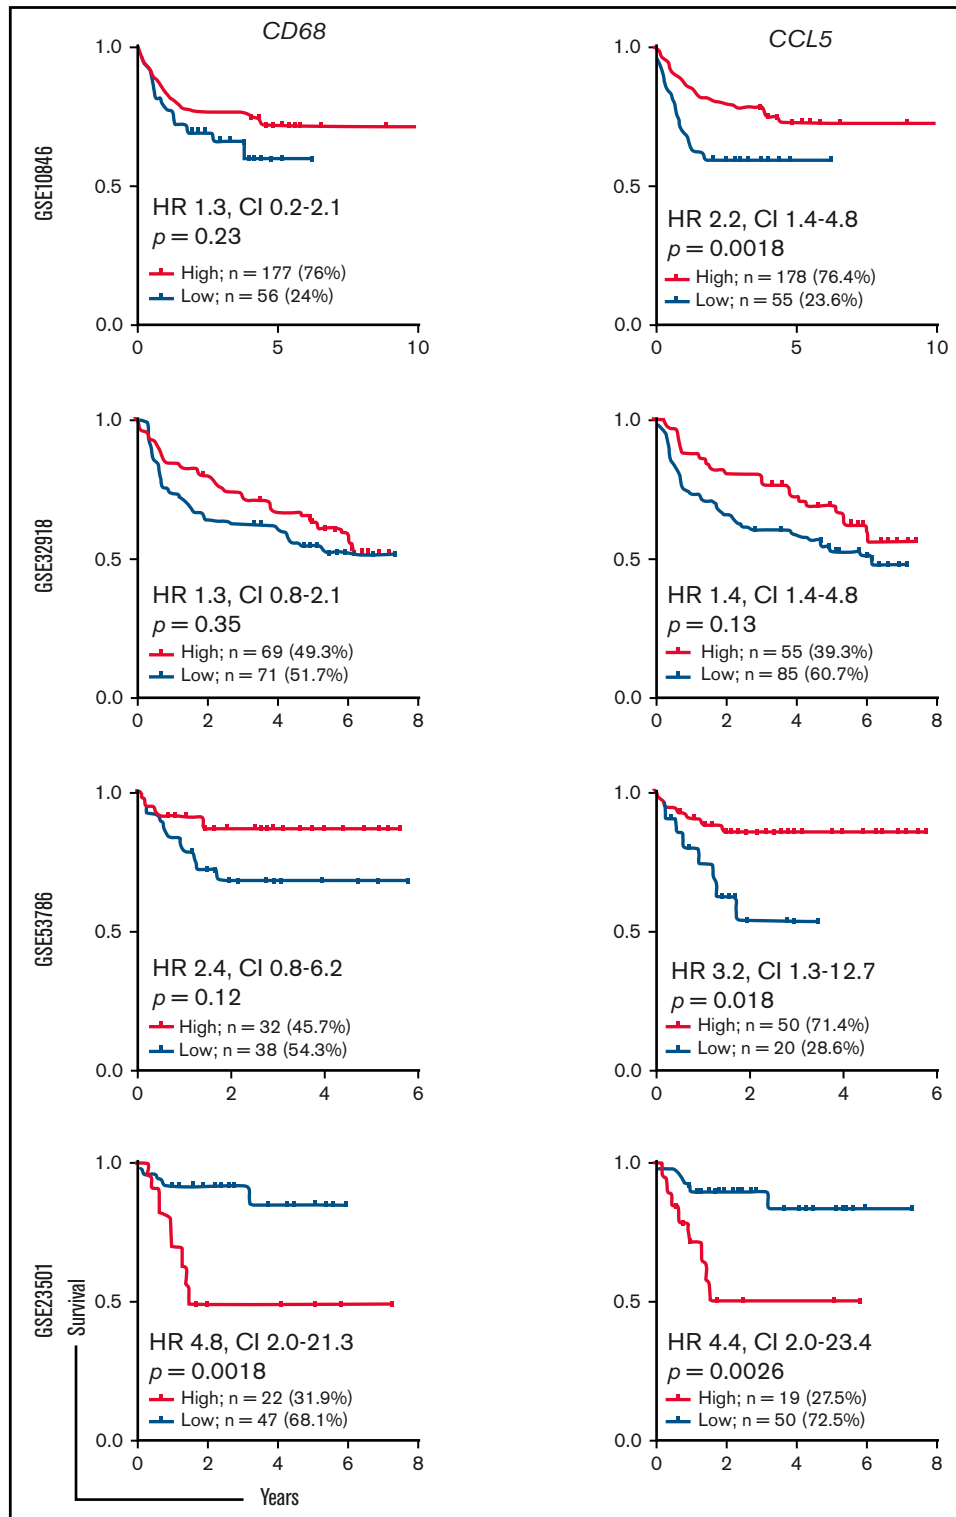 CD68
CCL5
GSE10846
1.0
0.5
0.0
HR 1.3, CI 0.2-2.1
p = 0.23
High; n = 177 (76%)
Low; n = 56 (24%)
0 5 10
1.0
0.5
0.0
HR 2.2, CI 1.4-4.8
p = 0.0018
High; n = 178 (76.4%)
Low; n = 55 (23.6%)
0 5 10
GSE32918
1.0
0.5
0.0
HR 1.3, CI 0.8-2.1
p = 0.35
High; n = 69 (49.3%)
Low; n = 71 (51.7%)
0 2 4 6 8
1.0
0.5
0.0
HR 1.4, CI 1.4-4.8
p = 0.13
High; n = 55 (39.3%)
Low; n = 85 (60.7%)
0 2 4 6 8
GSE53786
1.0
0.5
0.0
HR 2.4, CI 0.8-6.2
p = 0.12
High; n = 32 (45.7%)
Low; n = 38 (54.3%)
0 2 4 6
1.0
0.5
0.0
HR 3.2, CI 1.3-12.7
p = 0.018
High; n = 50 (71.4%)
Low; n = 20 (28.6%)
0 2 4 6
GSE23501
1.0
0.5
0.0
HR 4.8, CI 2.0-21.3
p = 0.0018
High; n = 22 (31.9%)
Low; n = 47 (68.1%)
0 2 4 6 8
1.0
0.5
0.0
HR 4.4, CI 2.0-23.4
p = 0.0026
High; n = 19 (27.5%)
Low; n = 50 (72.5%)
0 2 4 6 8
Survival
Years